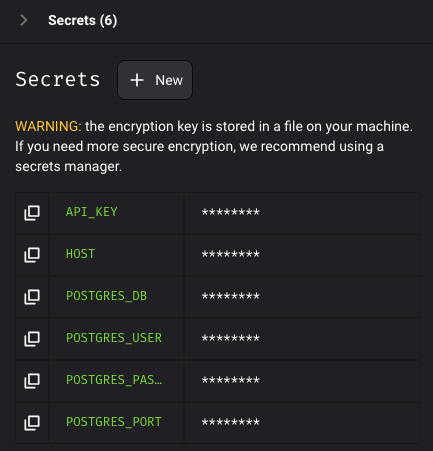 Secrets (6)
Secrets
New
WARNING: the encryption key is stored in a file on your machine.
If you need more secure encryption, we recommend using a
secrets manager.
API_KEY ********
HOST ********
POSTGRES_DB ********
POSTGRES_USER ********
POSTGRES_PAS… ********
POSTGRES_PORT ********